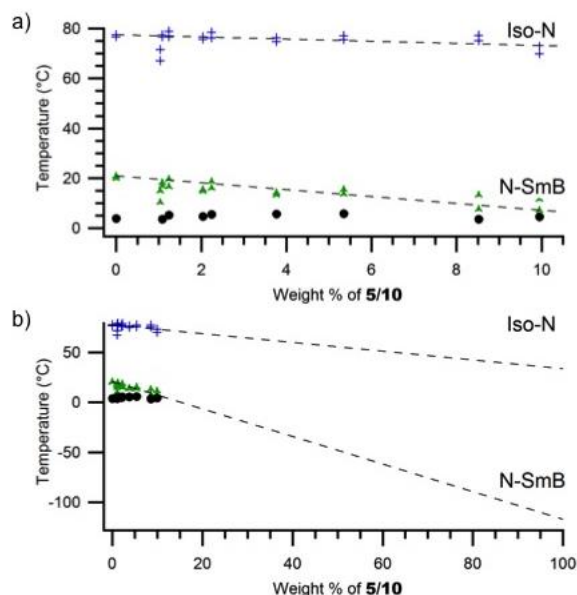 a)
80
60
40
20
0
Temperature (°C)
Iso-N
N-SmB
0 2 4 6 8 10
Weight % of 5/10
b)
50
0
-50
-100
Temperature (°C)
Iso-N
N-SmB
0 20 40 60 80 100
Weight % of 5/10